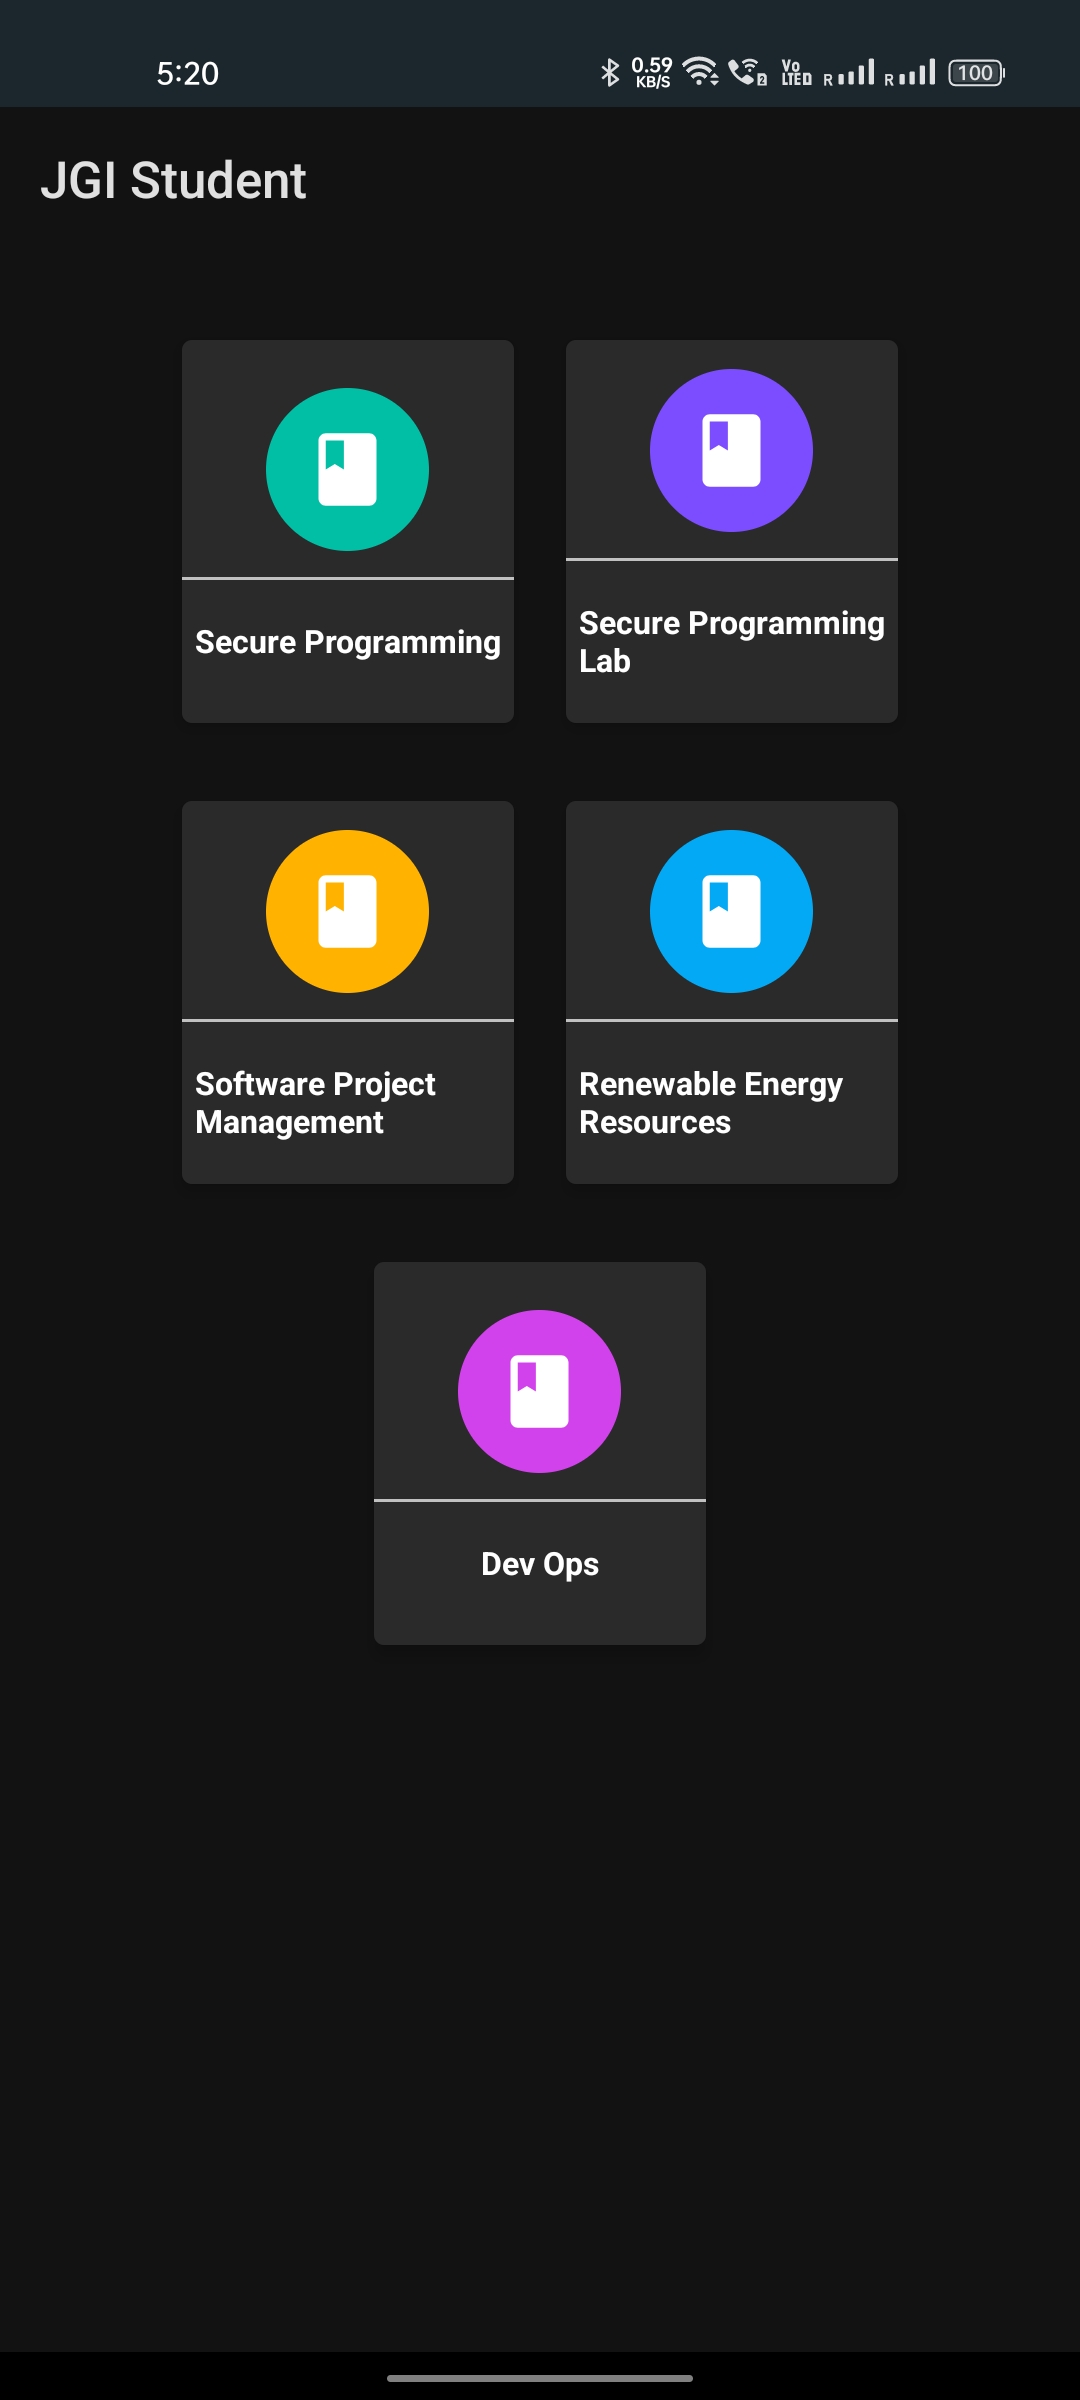 5:20
0.59
KB/S
2
Vo
LTE D
R
R
100
JGI Student
Secure Programming
Secure Programming
Lab
Software Project
Management
Renewable Energy
Resources
Dev Ops